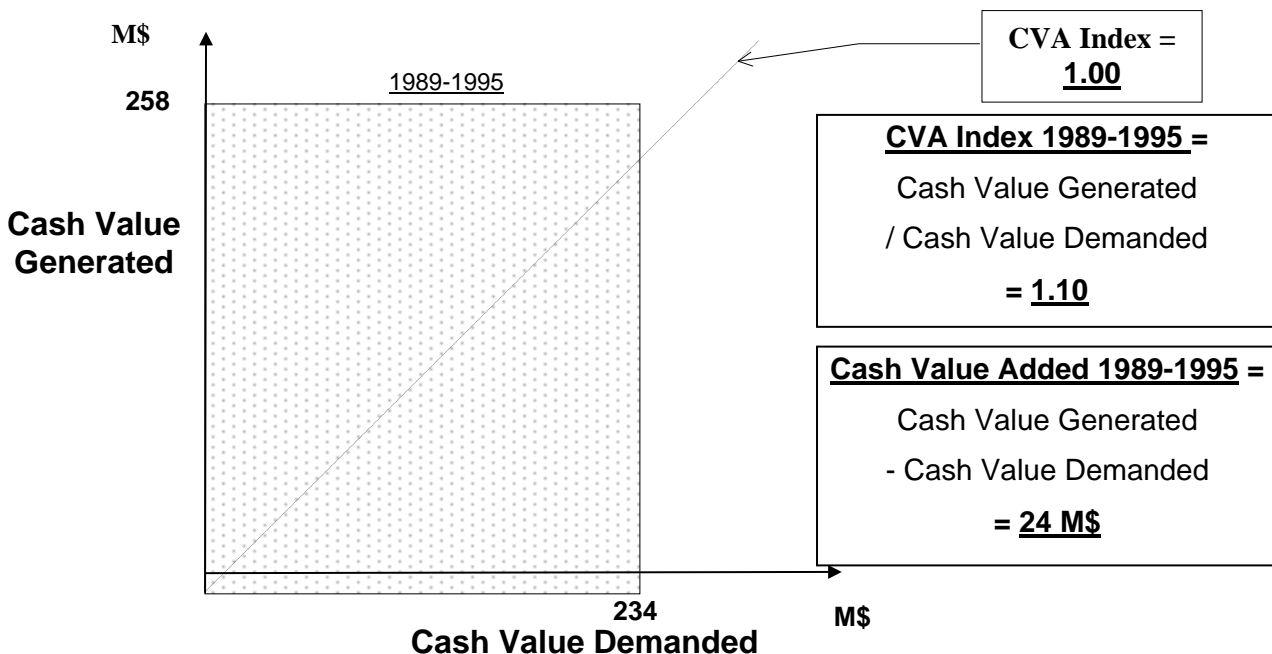 M$
1989-1995
258
Cash Value
Generated
234
M$
Cash Value Demanded
CVA Index =
1.00
CVA Index 1989-1995 =
Cash Value Generated
/ Cash Value Demanded
= 1.10
Cash Value Added 1989-1995 =
Cash Value Generated
- Cash Value Demanded
= 24 M$